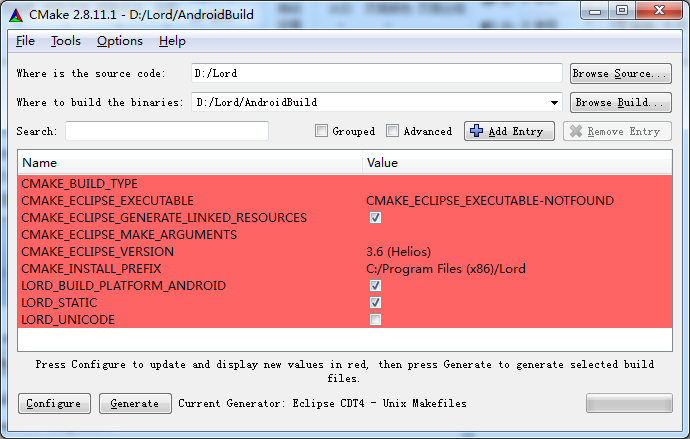 CMake 2.8.11.1 - D:/Lord/AndroidBuild
File Tools Options Help
Where is the source code: D:/Lord Browse Source...
Where to build the binaries: D:/Lord/AndroidBuild Browse Build...
Search: Grouped Advanced Add Entry Remove Entry
Name Value
CMAKE_BUILD_TYPE
CMAKE_ECLIPSE_EXECUTABLE CMAKE_ECLIPSE_EXECUTABLE-NOTFOUND
CMAKE_ECLIPSE_GENERATE_LINKED_RESOURCES
CMAKE_ECLIPSE_MAKE_ARGUMENTS
CMAKE_ECLIPSE_VERSION 3.6 (Helios)
CMAKE_INSTALL_PREFIX C:/Program Files (x86)/Lord
LORD_BUILD_PLATFORM_ANDROID
LORD_STATIC
LORD_UNICODE
Press Configure to update and display new values in red, then press Generate to generate selected build
files.
Configure Generate Current Generator: Eclipse CDT4 - Unix Makefiles